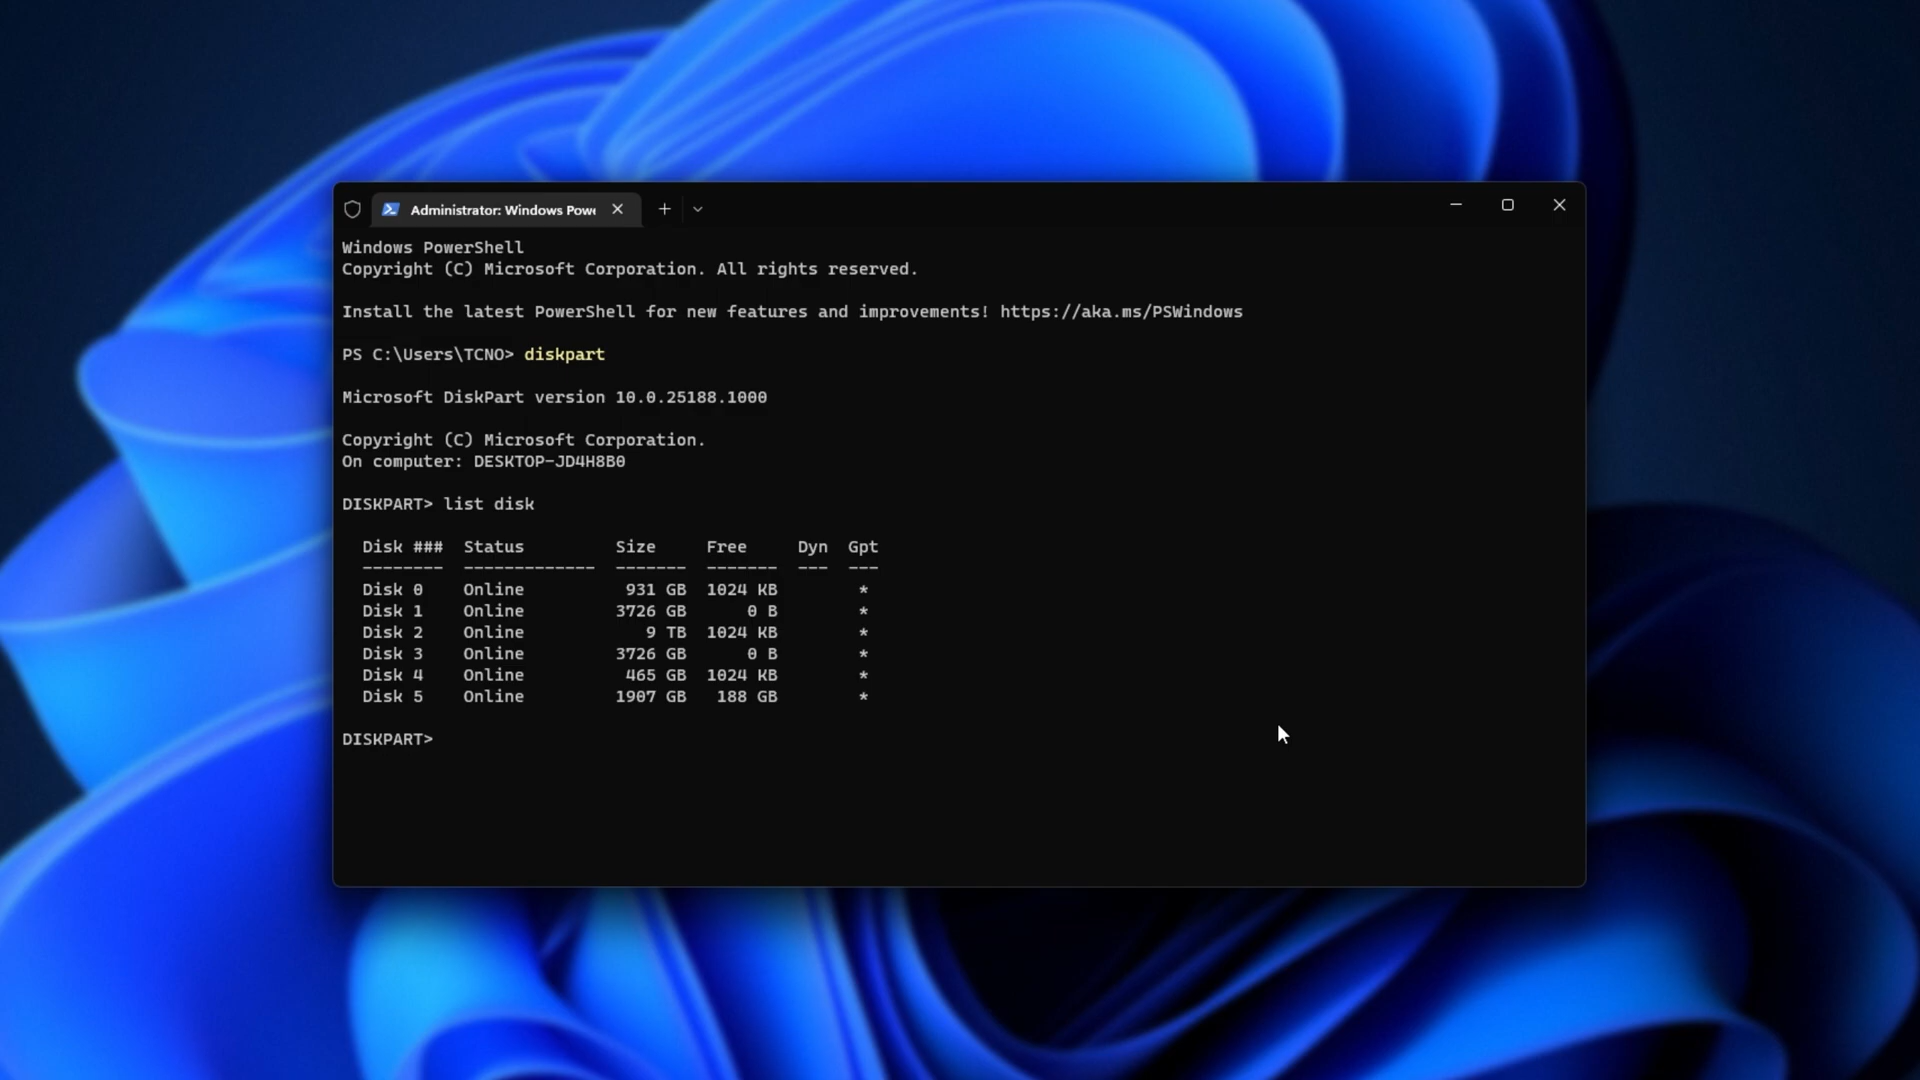 Administrator: Windows Powe
Windows PowerShell
Copyright (C) Microsoft Corporation. All rights reserved.
Install the latest PowerShell for new features and improvements! https://aka.ms/PSWindows
PS C:\Users\TCNO> diskpart
Microsoft DiskPart version 10.0.25188.1000
Copyright (C) Microsoft Corporation.
On computer: DESKTOP-JD4H8B0
DISKPART> list disk
  Disk ###  Status         Size     Free     Dyn  Gpt
  --------  -------------  -------  -------  ---  ---
  Disk 0    Online          931 GB  1024 KB        *
  Disk 1    Online         3726 GB      0 B        *
  Disk 2    Online            9 TB  1024 KB        *
  Disk 3    Online         3726 GB      0 B        *
  Disk 4    Online          465 GB  1024 KB        *
  Disk 5    Online         1907 GB   188 GB        *
DISKPART>